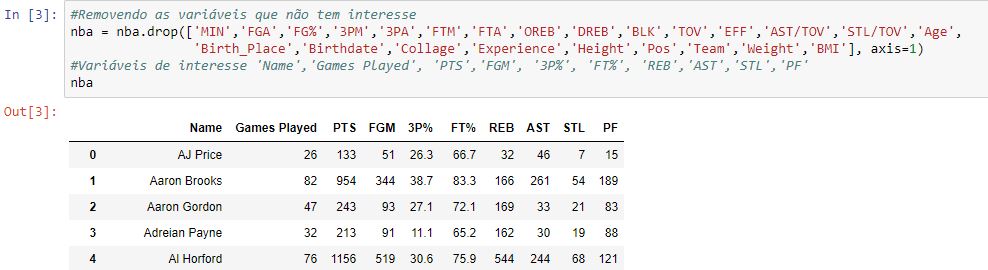 In [3]: #Removendo as variáveis que não tem interesse
nba = nba.drop(['MIN','FGA','FG%','3PM','3PA','FTM','FTA','OREB','DREB','BLK','TOV','EFF','AST/TOV','STL/TOV','Age',
'Birth_Place','Birthdate','Collage','Experience','Height','Pos','Team','Weight','BMI'], axis=1)
#Variáveis de interesse 'Name','Games Played', 'PTS','FGM', '3P%', 'FT%', 'REB','AST','STL','PF'
nba
Out[3]:
Name Games Played PTS FGM 3P% FT% REB AST STL PF
0 AJ Price 26 133 51 26.3 66.7 32 46 7 15
1 Aaron Brooks 82 954 344 38.7 83.3 166 261 54 189
2 Aaron Gordon 47 243 93 27.1 72.1 169 33 21 83
3 Adreian Payne 32 213 91 11.1 65.2 162 30 19 88
4 Al Horford 76 1156 519 30.6 75.9 544 244 68 121